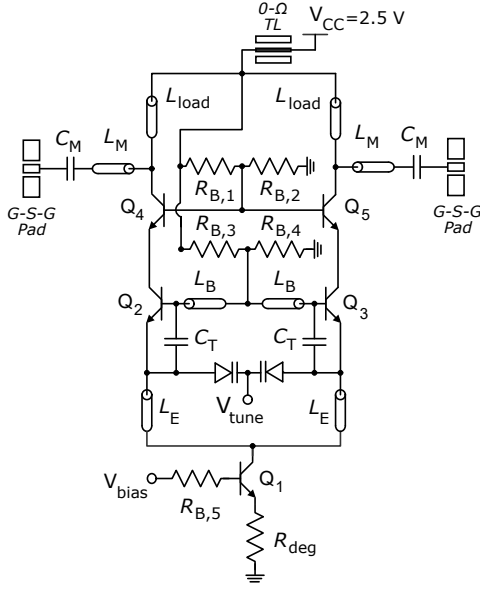 0-Ω
TL
V_CC=2.5 V
L_load
L_load
C_M
L_M
L_M
C_M
G-S-G
Pad
R_B,1
R_B,2
G-S-G
Pad
Q_4
Q_5
R_B,3
R_B,4
L_B
L_B
Q_2
Q_3
C_T
C_T
L_E
V_tune
L_E
V_bias
R_B,5
Q_1
R_deg